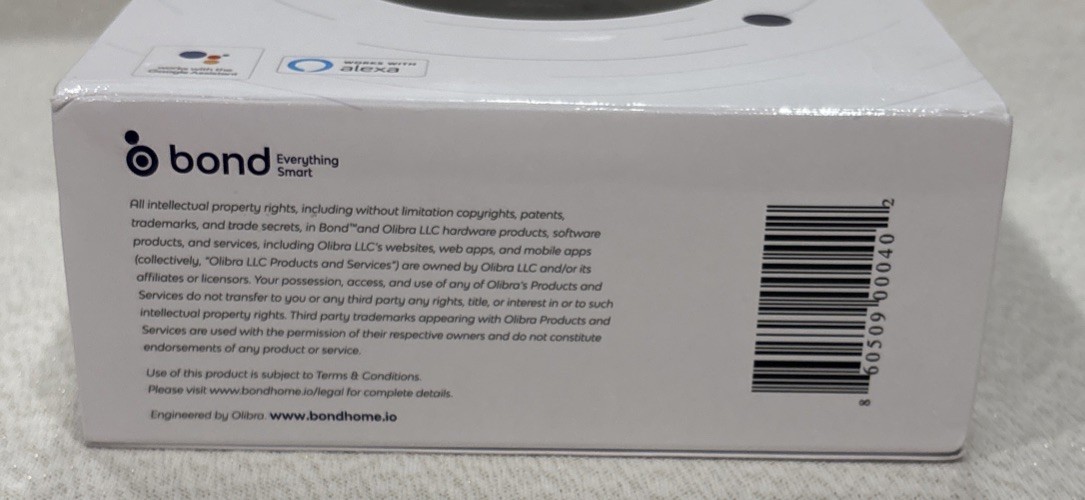 works with the
Google Assistant
WORKS WITH
alexa
bond Everything
Smart
All intellectual property rights, including without limitation copyrights, patents,
trademarks, and trade secrets, in Bond™and Olibra LLC hardware products, software
products, and services, including Olibra LLC's websites, web apps, and mobile apps
(collectively, "Olibra LLC Products and Services") are owned by Olibra LLC and/or its
affiliates or licensors. Your possession, access, and use of any of Olibra's Products and
Services do not transfer to you or any third party any rights, title, or interest in or to such
intellectual property rights. Third party trademarks appearing with Olibra Products and
Services are used with the permission of their respective owners and do not constitute
endorsements of any product or service.
Use of this product is subject to Terms & Conditions.
Please visit www.bondhome.io/legal for complete details.
Engineered by Olibra. www.bondhome.io
8 60509 00040 2